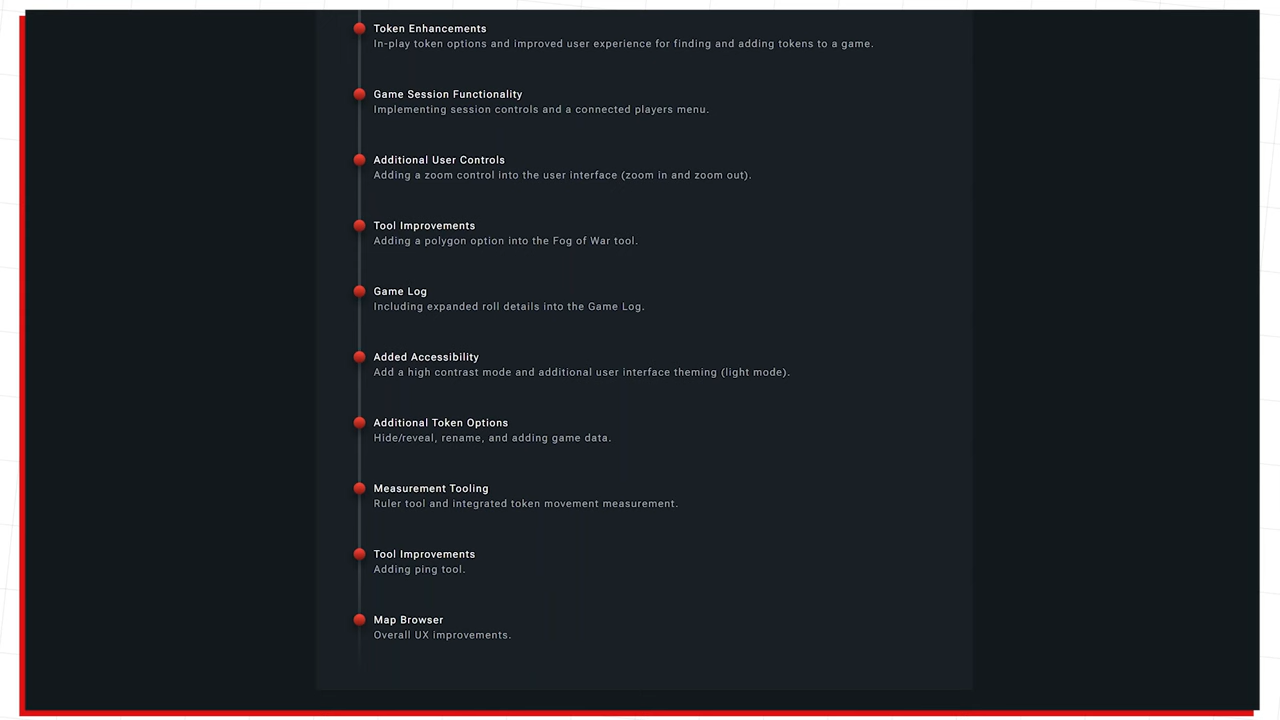 Token Enhancements
In-play token options and improved user experience for finding and adding tokens to a game.
Game Session Functionality
Implementing session controls and a connected players menu.
Additional User Controls
Adding a zoom control into the user interface (zoom in and zoom out).
Tool Improvements
Adding a polygon option into the Fog of War tool.
Game Log
Including expanded roll details into the Game Log.
Added Accessibility
Add a high contrast mode and additional user interface theming (light mode).
Additional Token Options
Hide/reveal, rename, and adding game data.
Measurement Tooling
Ruler tool and integrated token movement measurement.
Tool Improvements
Adding ping tool.
Map Browser
Overall UX improvements.